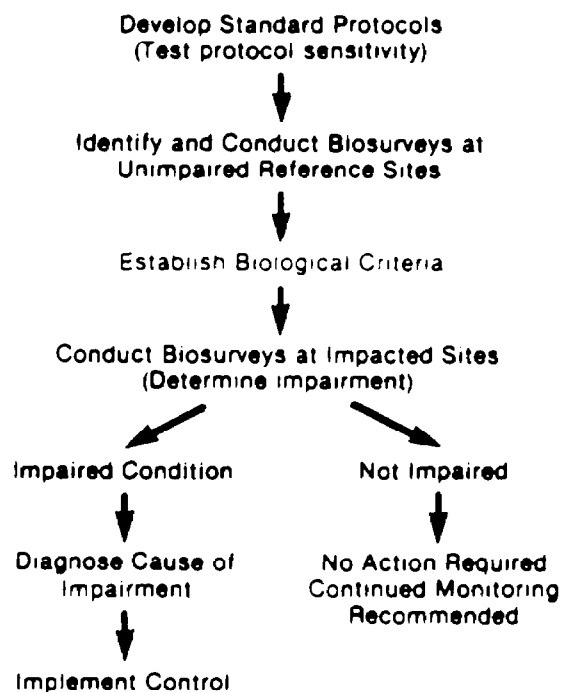 Develop Standard Protocols
(Test protocol sensitivity)
Identify and Conduct Biosurveys at
Unimpaired Reference Sites
Establish Biological Criteria
Conduct Biosurveys at Impacted Sites
(Determine impairment)
Impaired Condition
Not Impaired
Diagnose Cause of
Impairment
No Action Required
Continued Monitoring
Recommended
Implement Control